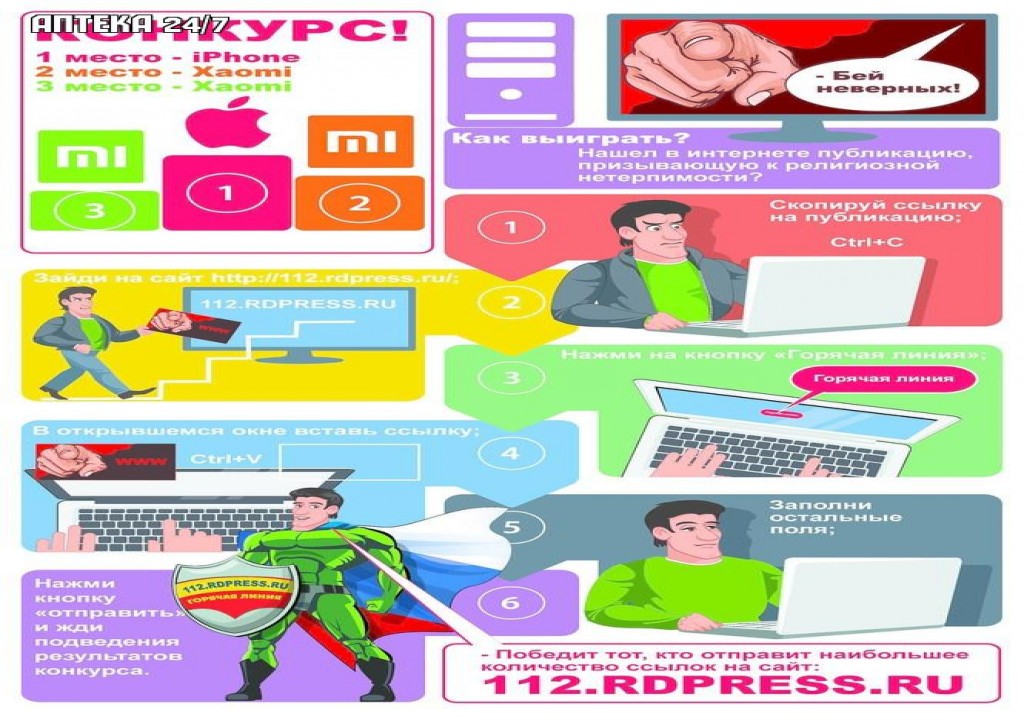 АПТЕКА 24/7
КОНКУРС!
1 место - iPhone
2 место - Xaomi
3 место - Xaomi
mi
mi
3
1
2
- Бей
неверных!
Как выиграть?
Нашел в интернете публикацию,
призывающую к религиозной
нетерпимости?
1
Скопируй ссылку
на публикацию;
Ctrl+C
Зайди на сайт http://112.rdpress.ru/;
112.RDPRESS.RU
www
2
Нажми на кнопку «Горячая линия»;
3
Горячая линия
В открывшемся окне вставь ссылку;
www
Ctrl+V
4
5
Заполни
остальные
поля;
6
Нажми
кнопку
«отправить»
и жди
подведения
результатов
конкурса.
112.RDPRESS.RU
ГОРЯЧАЯ ЛИНИЯ
- Победит тот, кто отправит наибольшее
количество ссылок на сайт:
112.RDPRESS.RU